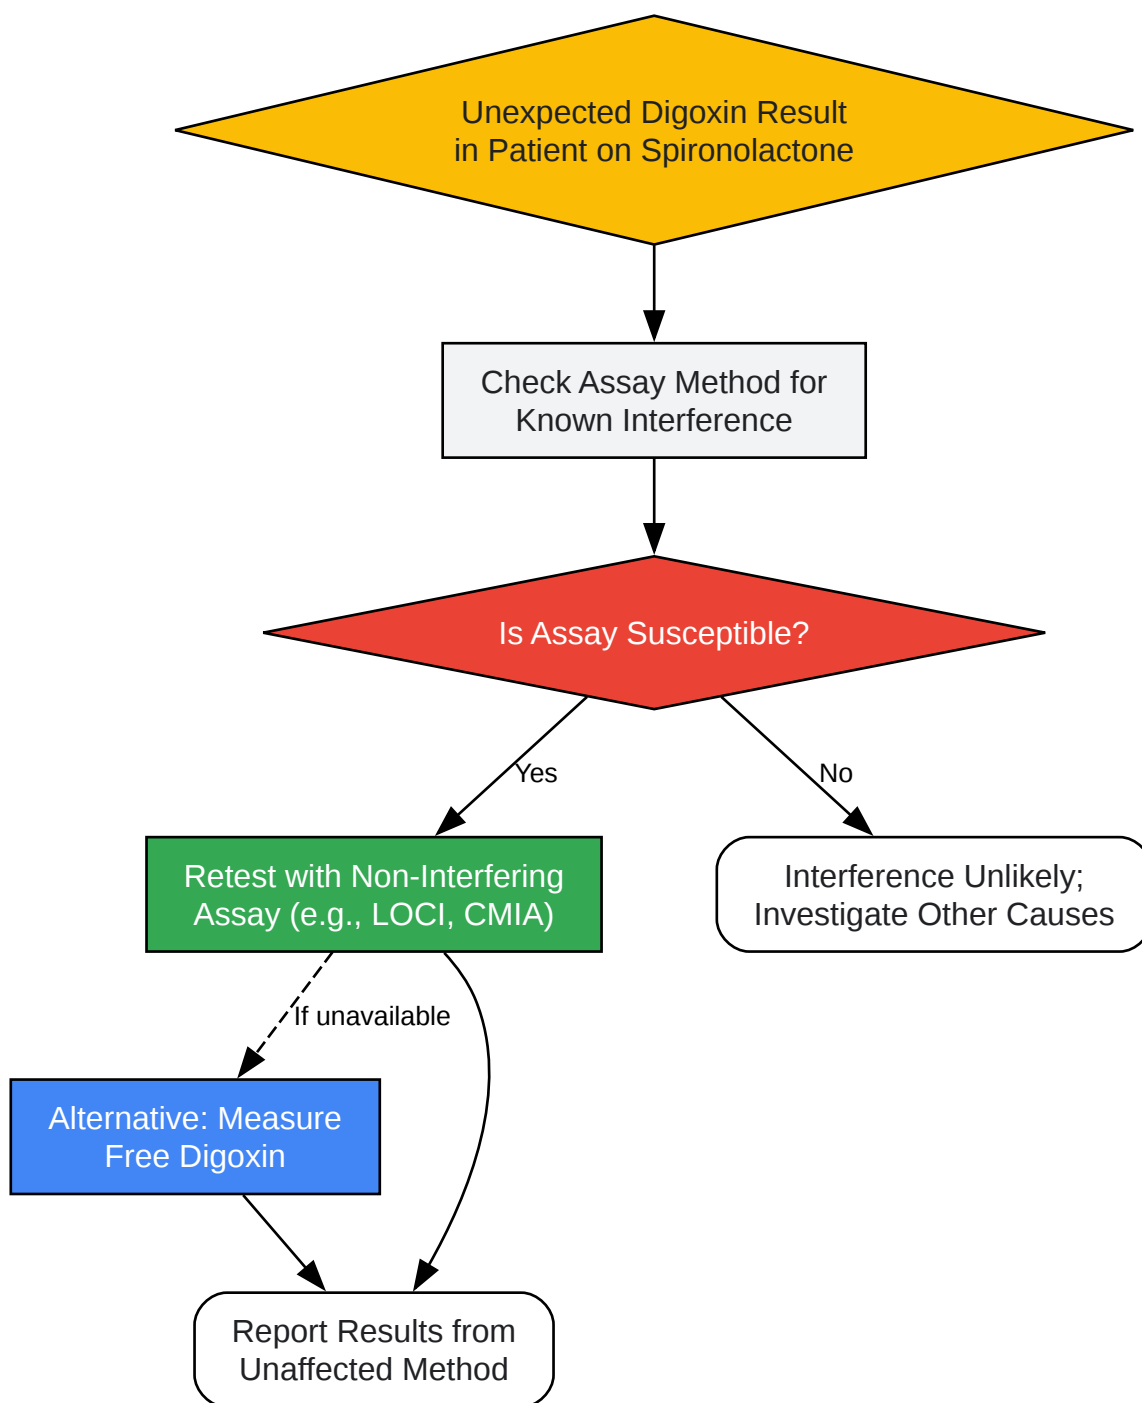 Unexpected Digoxin Result
in Patient on Spironolactone
Check Assay Method for
Known Interference
Is Assay Susceptible?
Yes
No
Retest with Non-Interfering
Assay (e.g., LOCI, CMIA)
Interference Unlikely;
Investigate Other Causes
If unavailable
Alternative: Measure
Free Digoxin
Report Results from
Unaffected Method